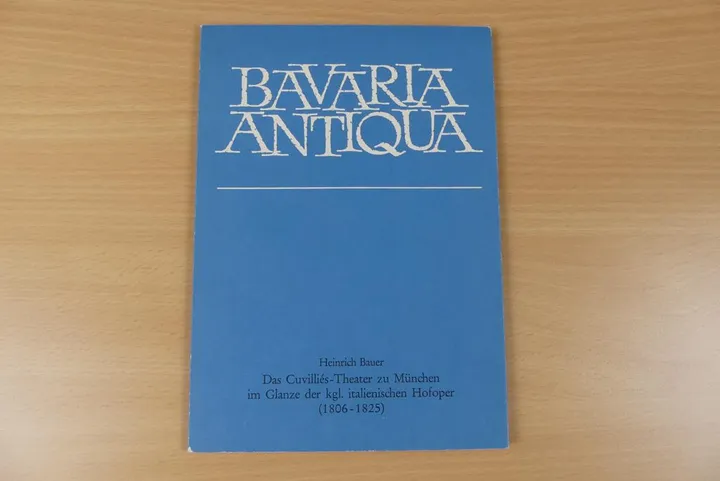 BAVARIA
ANTIQUA
Heinrich Bauer
Das Cuvilliés-Theater zu München
im Glanze der kgl. italienischen Hofoper
(1806-1825)